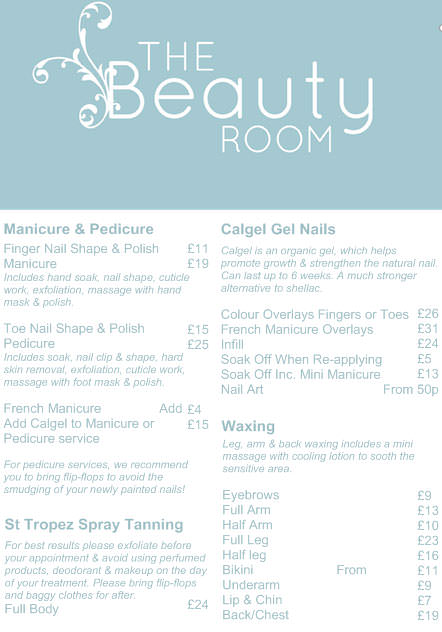 THE
Beauty
ROOM
Manicure & Pedicure
Finger Nail Shape & Polish £11
Manicure £19
Includes hand soak, nail shape, cuticle
work, exfoliation, massage with hand
mask & polish.
Toe Nail Shape & Polish £15
Pedicure £25
Includes soak, nail clip & shape, hard
skin removal, exfoliation, cuticle work,
massage with foot mask & polish.
French Manicure Add £4
Add Calgel to Manicure or £15
Pedicure service
For pedicure services, we recommend
you to bring flip-flops to avoid the
smudging of your newly painted nails!
St Tropez Spray Tanning
For best results please exfoliate before
your appointment & avoid using perfumed
products, deodorant & makeup on the day
of your treatment. Please bring flip-flops
and baggy clothes for after.
Full Body £24
Calgel Gel Nails
Calgel is an organic gel, which helps
promote growth & strengthen the natural nail.
Can last up to 6 weeks. A much stronger
alternative to shellac.
Colour Overlays Fingers or Toes £26
French Manicure Overlays £31
Infill £24
Soak Off When Re-applying £5
Soak Off Inc. Mini Manicure £13
Nail Art From 50p
Waxing
Leg, arm & back waxing includes a mini
massage with cooling lotion to sooth the
sensitive area.
Eyebrows £9
Full Arm £13
Half Arm £10
Full Leg £23
Half leg £16
Bikini From £11
Underarm £9
Lip & Chin £7
Back/Chest £19